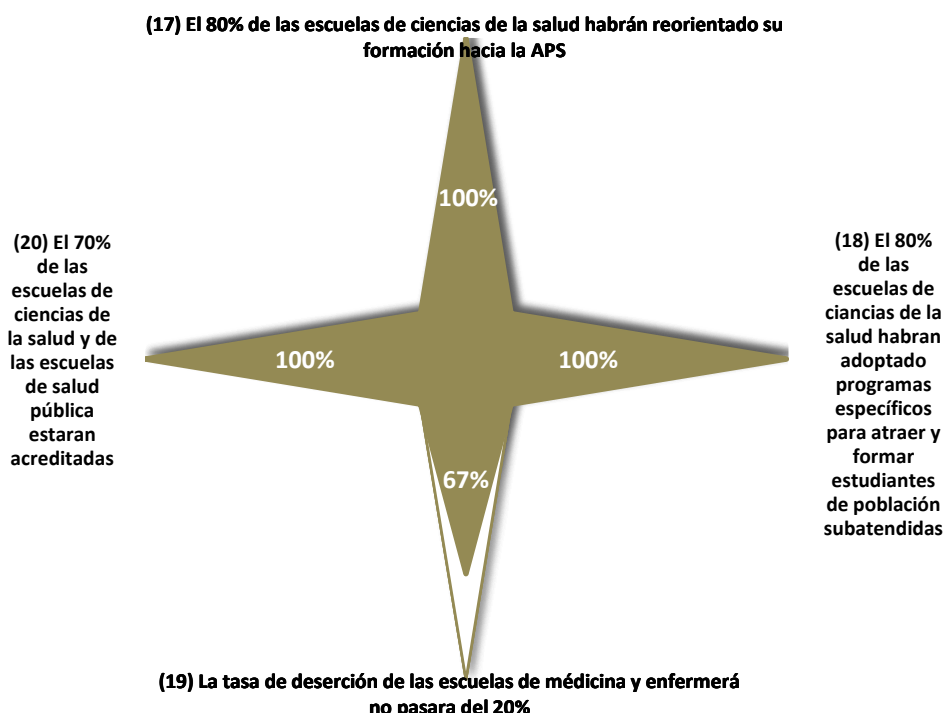 (17) El 80% de las escuelas de ciencias de la salud habrán reorientado su
formación hacia la APS
100%
(20) El 70%
de las
escuelas de
ciencias de
la salud y de
las escuelas
de salud
pública
estaran
acreditadas
100%
100%
(18) El 80%
de las
escuelas de
ciancias de la
salud habran
adoptado
programas
específicos
para atraer y
formar
estudiantes
de población
subatendidas
67%
(19) La tasa de deserción de las escuelas de médicina y enfermerá
no pasara del 20%